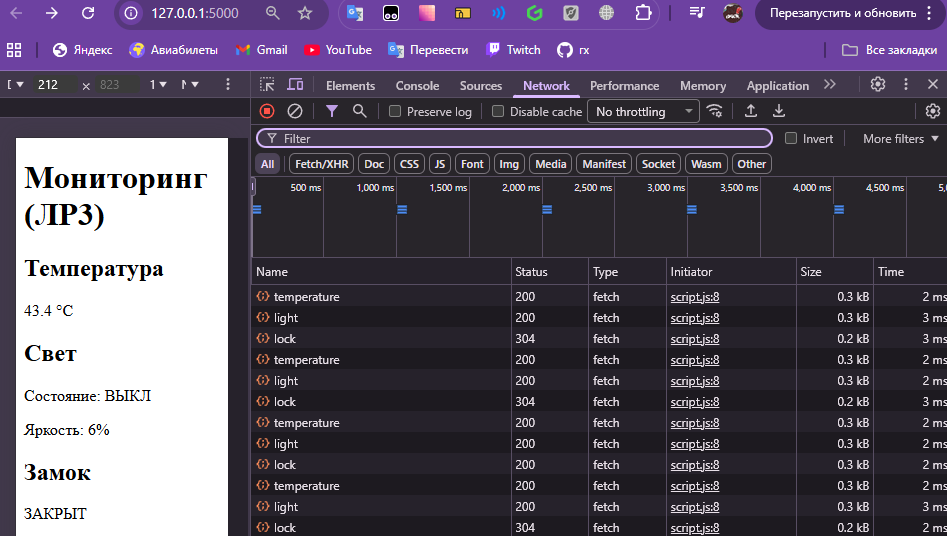 127.0.0.1:5000
Перезапустить и обновить
Яндекс Авиабилеты Gmail YouTube Перевести Twitch rx Все закладки
212 × 823 1
Elements Console Sources Network Performance Memory Application
Preserve log Disable cache No throttling
Filter Invert More filters
All Fetch/XHR Doc CSS JS Font Img Media Manifest Socket Wasm Other
500 ms 1,000 ms 1,500 ms 2,000 ms 2,500 ms 3,000 ms 3,500 ms 4,000 ms 4,500 ms
Мониторинг
(ЛР3)
Температура
43.4 °C
Свет
Состояние: ВЫКЛ
Яркость: 6%
Замок
ЗАКРЫТ
Name Status Type Initiator Size Time
temperature 200 fetch script.js:8 0.3 kB 2 ms
light 200 fetch script.js:8 0.3 kB 3 ms
lock 304 fetch script.js:8 0.2 kB 3 ms
temperature 200 fetch script.js:8 0.3 kB 2 ms
light 200 fetch script.js:8 0.3 kB 3 ms
lock 304 fetch script.js:8 0.2 kB 3 ms
temperature 200 fetch script.js:8 0.3 kB 2 ms
light 200 fetch script.js:8 0.3 kB 2 ms
lock 200 fetch script.js:8 0.3 kB 2 ms
temperature 200 fetch script.js:8 0.3 kB 2 ms
light 200 fetch script.js:8 0.3 kB 3 ms
lock 304 fetch script.js:8 0.2 kB 2 ms